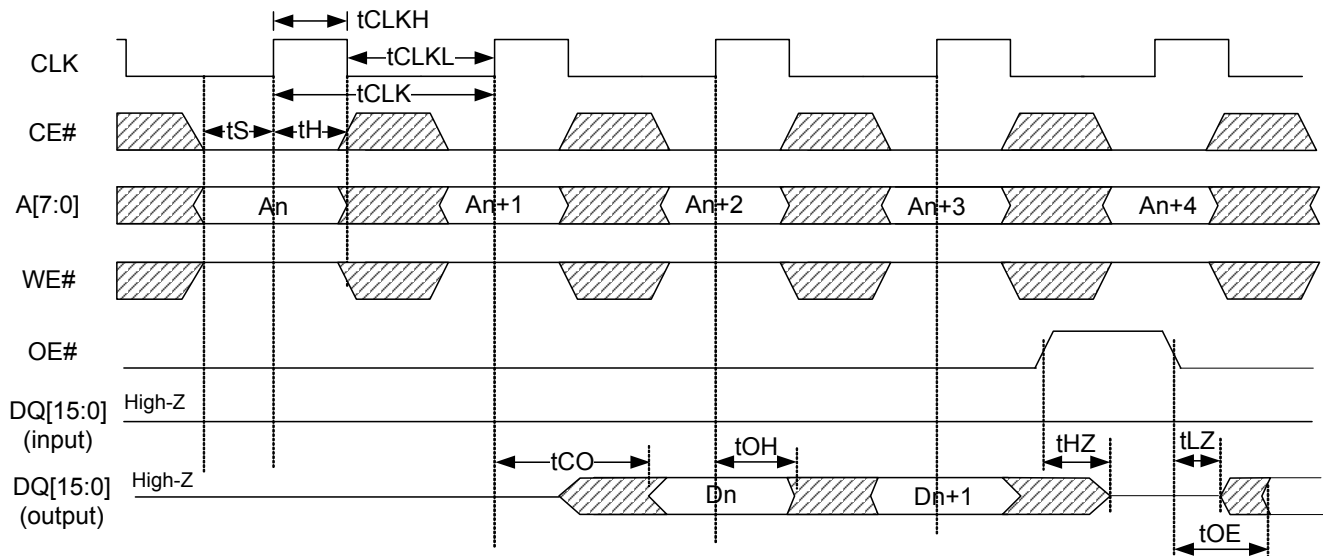 tCLKH
CLK
tCLKL
tCLK
CE#
tS
tH
A[7:0]
An
An+1
An+2
An+3
An+4
WE#
OE#
DQ[15:0]
(input)
High-Z
tHZ
tLZ
tCO
tOH
DQ[15:0]
(output)
High-Z
Dn
Dn+1
tOE